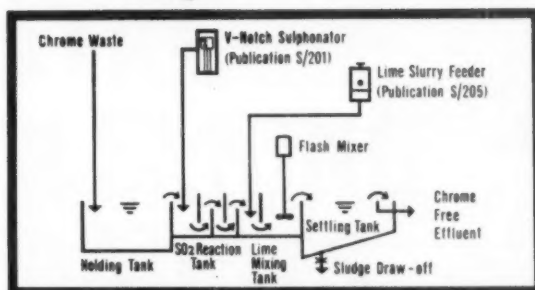 Chrome Waste
V-Notch Sulphonator
(Publication S/201)
Lime Slurry Feeder
(Publication S/205)
Flash Mixer
Chrome
Free
Effluent
Settling Tank
Holding Tank
SO2 Reaction
Tank
Lime
Mixing
Tank
Sludge Draw-off